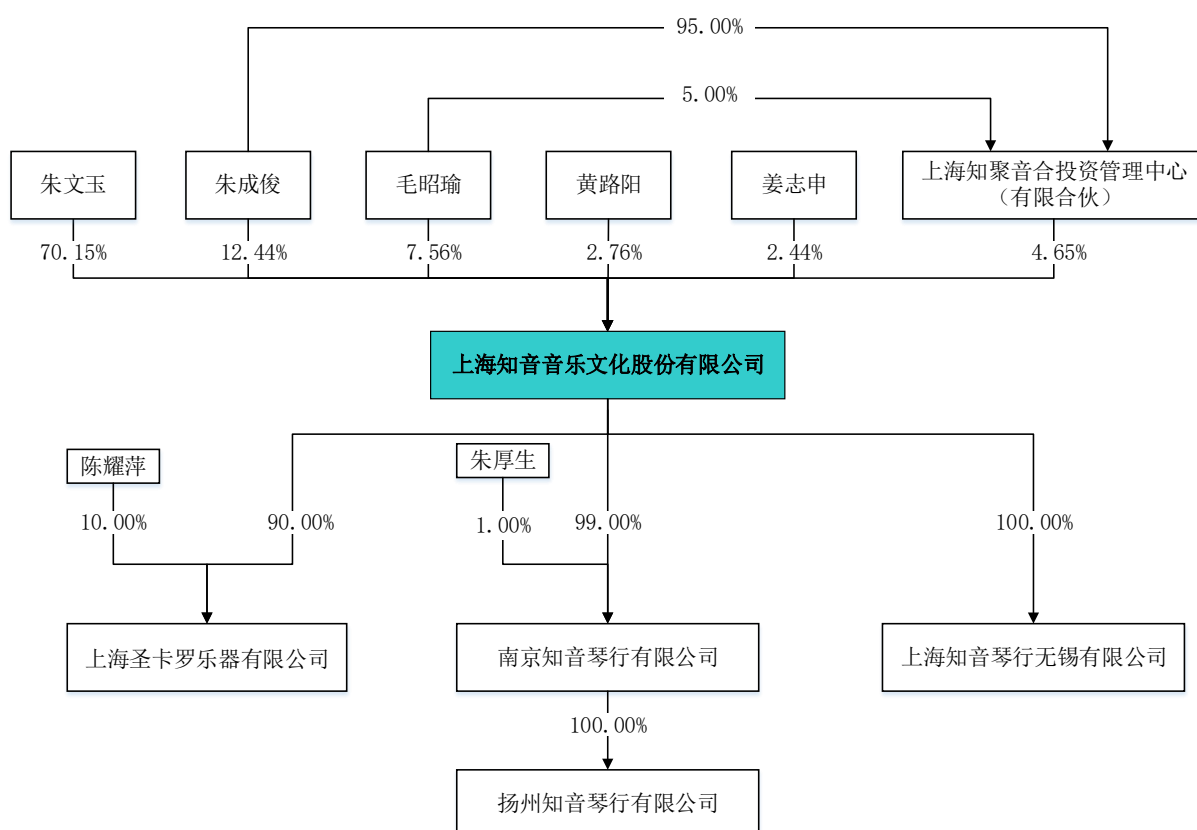 95.00%
5.00%
朱文玉
朱成俊
毛昭瑜
黄路阳
姜志申
上海知聚音合投资管理中心
（有限合伙）
70.15%
12.44%
7.56%
2.76%
2.44%
4.65%
上海知音音乐文化股份有限公司
陈耀萍
朱厚生
10.00%
90.00%
1.00%
99.00%
100.00%
上海圣卡罗乐器有限公司
南京知音琴行有限公司
上海知音琴行无锡有限公司
100.00%
扬州知音琴行有限公司